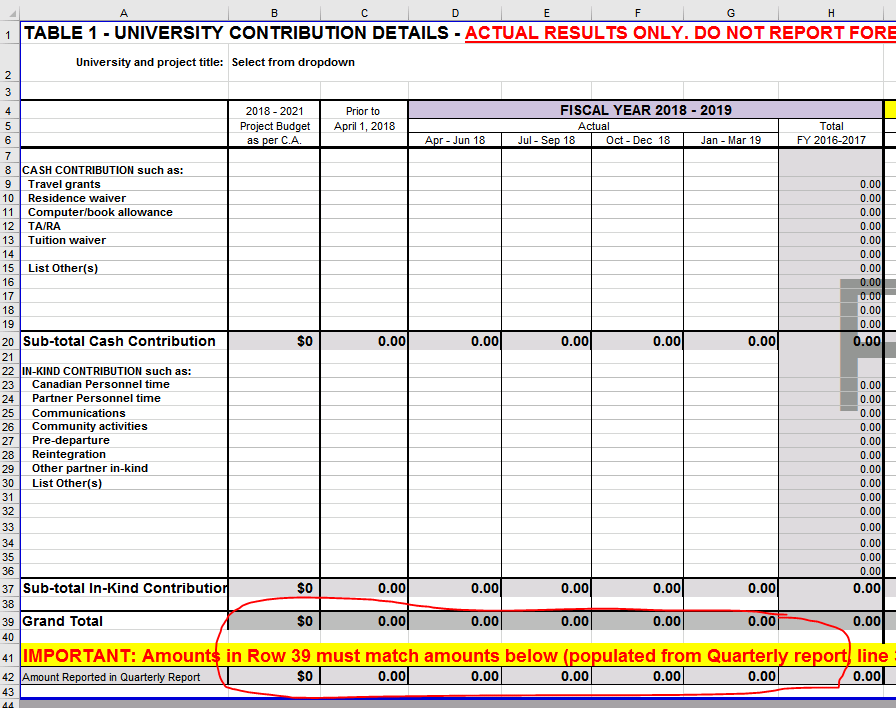 A B C D E F G H
1 TABLE 1 - UNIVERSITY CONTRIBUTION DETAILS - ACTUAL RESULTS ONLY. DO NOT REPORT FORE
2 University and project title: Select from dropdown
3
4 2018 - 2021 Prior to FISCAL YEAR 2018 - 2019
5 Project Budget April 1, 2018 Actual Total
6 as per C.A. Apr - Jun 18 Jul - Sep 18 Oct - Dec 18 Jan - Mar 19 FY 2016-2017
7
8 CASH CONTRIBUTION such as:
9 Travel grants 0.00
10 Residence waiver 0.00
11 Computer/book allowance 0.00
12 TA/RA 0.00
13 Tuition waiver 0.00
14 0.00
15 List Other(s) 0.00
16 0.00
17 0.00
18 0.00
19 0.00
20 Sub-total Cash Contribution $0 0.00 0.00 0.00 0.00 0.00 0.00
21
22 IN-KIND CONTRIBUTION such as:
23 Canadian Personnel time 0.00
24 Partner Personnel time 0.00
25 Communications 0.00
26 Community activities 0.00
27 Pre-departure 0.00
28 Reintegration 0.00
29 Other partner in-kind 0.00
30 List Other(s) 0.00
31 0.00
32 0.00
33 0.00
34 0.00
35 0.00
36 0.00
37 Sub-total In-Kind Contribution $0 0.00 0.00 0.00 0.00 0.00 0.00
38
39 Grand Total $0 0.00 0.00 0.00 0.00 0.00 0.00
40
41 IMPORTANT: Amounts in Row 39 must match amounts below (populated from Quarterly report, line
42 Amount Reported in Quarterly Report $0 0.00 0.00 0.00 0.00 0.00 0.00
43
44